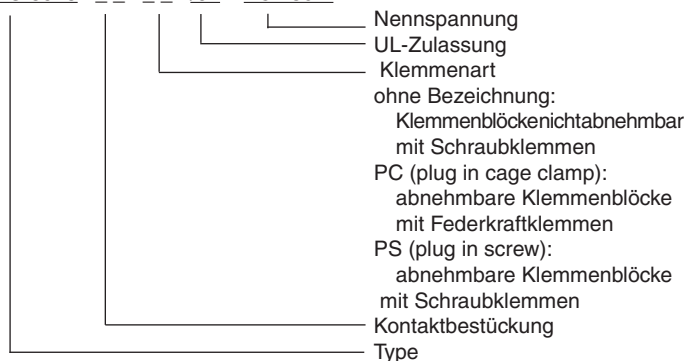 Nennspannung
UL-Zulassung
Klemmenart
ohne Bezeichnung:
Klemmenblöckenichtabnehmbar
mit Schraubklemmen
PC (plug in cage clamp):
abnehmbare Klemmenblöcke
mit Federkraftklemmen
PS (plug in screw):
abnehmbare Klemmenblöcke
mit Schraubklemmen
Kontaktbestückung
Type